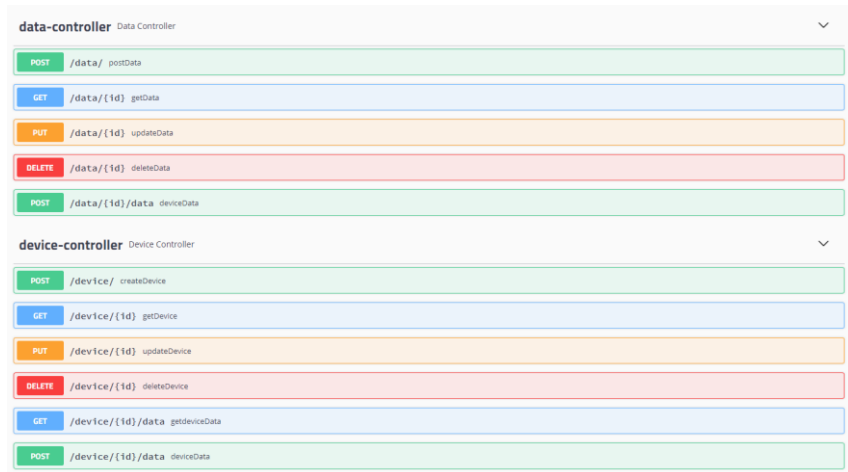 data-controller Data Controller
POST /data/ postData
GET /data/{id} getData
PUT /data/{id} updateData
DELETE /data/{id} deleteData
POST /data/{id}/data deviceData
device-controller Device Controller
POST /device/ createDevice
GET /device/{id} getDevice
PUT /device/{id} updateDevice
DELETE /device/{id} deleteDevice
GET /device/{id}/data getdeviceData
POST /device/{id}/data deviceData